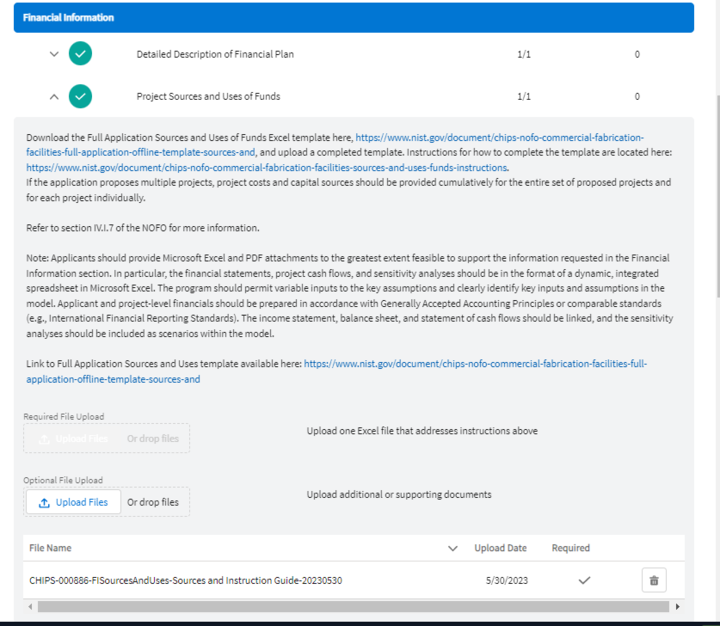 Financial Information
Detailed Description of Financial Plan 1/1 0
Project Sources and Uses of Funds 1/1 0
Download the Full Application Sources and Uses of Funds Excel template here, https://www.nist.gov/document/chips-nofo-commercial-fabrication-
facilities-full-application-offline-template-sources-and, and upload a completed template. Instructions for how to complete the template are located here:
https://www.nist.gov/document/chips-nofo-commercial-fabrication-facilities-sources-and-uses-funds-instructions.
If the application proposes multiple projects, project costs and capital sources should be provided cumulatively for the entire set of proposed projects and
for each project individually.
Refer to section IV.I.7 of the NOFO for more information.
Note: Applicants should provide Microsoft Excel and PDF attachments to the greatest extent feasible to support the information requested in the Financial
Information section. In particular, the financial statements, project cash flows, and sensitivity analyses should be in the format of a dynamic, integrated
spreadsheet in Microsoft Excel. The program should permit variable inputs to the key assumptions and clearly identify key inputs and assumptions in the
model. Applicant and project-level financials should be prepared in accordance with Generally Accepted Accounting Principles or comparable standards
(e.g., International Financial Reporting Standards). The income statement, balance sheet, and statement of cash flows should be linked, and the sensitivity
analyses should be included as scenarios within the model.
Link to Full Application Sources and Uses template available here: https://www.nist.gov/document/chips-nofo-commercial-fabrication-facilities-full-
application-offline-template-sources-and
Required File Upload
Upload Files Or drop files Upload one Excel file that addresses instructions above
Optional File Upload
Upload Files Or drop files Upload additional or supporting documents
File Name Upload Date Required
CHIPS-000886-FISourcesAndUses-Sources and Instruction Guide-20230530 5/30/2023